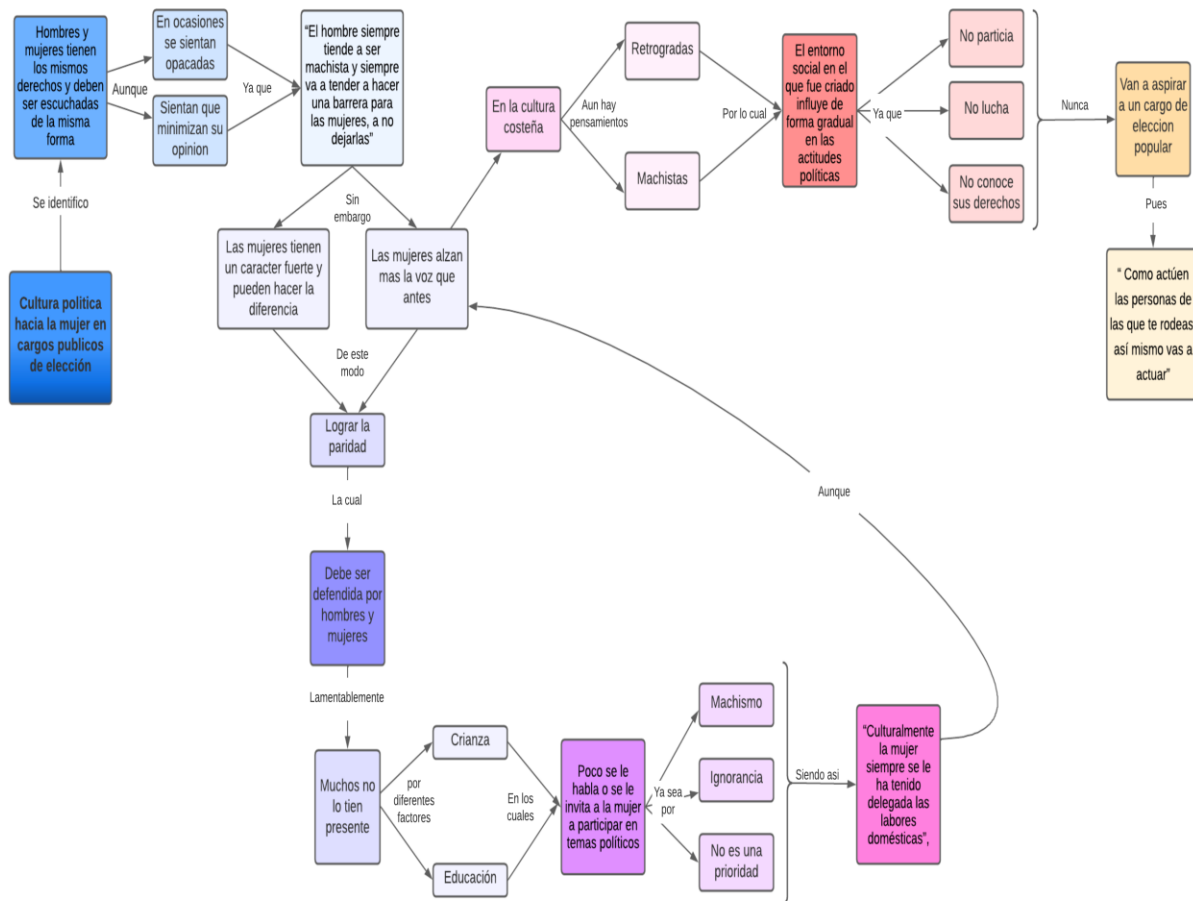 Hombres y
mujeres tienen
los mismos
derechos y deben
ser escuchadas
de la misma
forma
Aunque
En ocasiones
se sientan
opacadas
Sientan que
minimizan su
opinion
Ya que
“El hombre siempre
tiende a ser
machista y siempre
va a tender a hacer
una barrera para
las mujeres, a no
dejarlas”
Se identifico
Cultura politica
hacia la mujer en
cargos publicos
de elección
Sin
embargo
Las mujeres tienen
un caracter fuerte y
pueden hacer la
diferencia
Las mujeres alzan
mas la voz que
antes
En la cultura
costeña
Aun hay
pensamientos
Retrogradas
Machistas
Por lo cual
El entorno
social en el
que fue criado
influye de
forma gradual
en las
actitudes
políticas
Ya que
No particia
No lucha
No conoce
sus derechos
Nunca
Van a aspirar
a un cargo de
eleccion
popular
Pues
“ Como actúen
las personas de
las que te rodeas
así mismo vas a
actuar”
De este
modo
Lograr la
paridad
La cual
Debe ser
defendida por
hombres y
mujeres
Lamentablemente
Muchos no
lo tien
presente
por
diferentes
factores
Crianza
Educación
En los
cuales
Poco se le
habla o se le
invita a la mujer
a participar en
temas políticos
Ya sea
por
Machismo
Ignorancia
No es una
prioridad
Siendo asi
“Culturalmente
la mujer
siempre se le
ha tenido
delegada las
labores
domésticas”,
Aunque